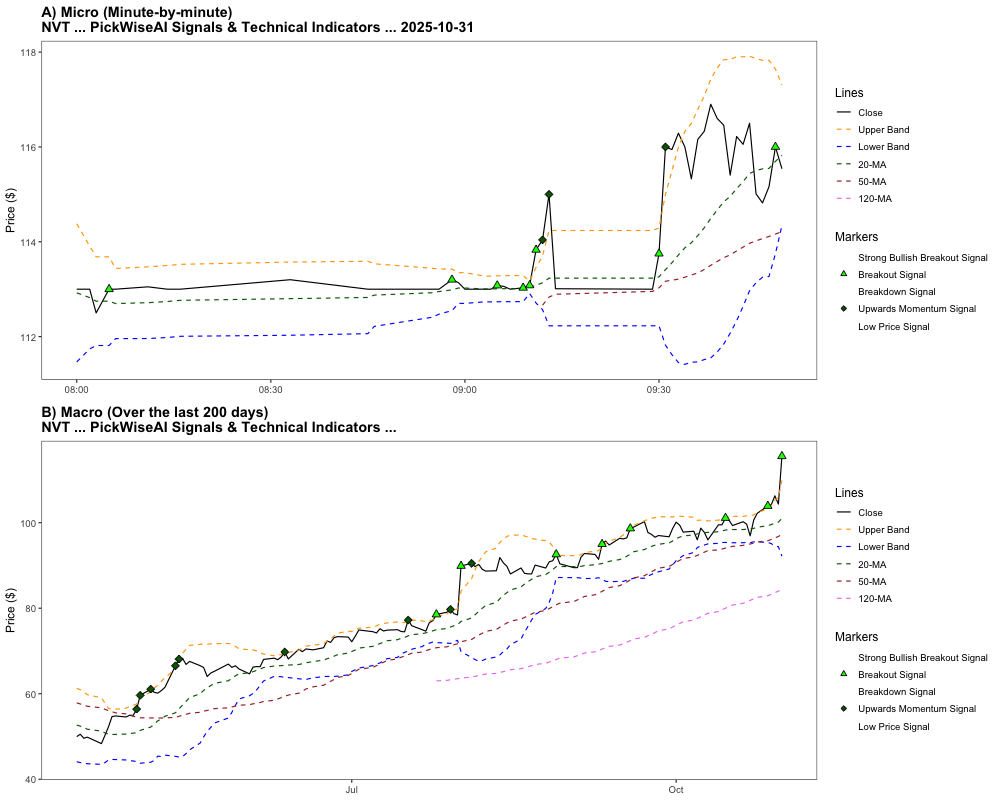 A) Micro (Minute-by-minute)
NVT ... PickWiseAI Signals & Technical Indicators ... 2025-10-31
118
116
114
112
Price ($)
08:00
08:30
09:00
09:30
Lines
Close
Upper Band
Lower Band
20-MA
50-MA
120-MA
Markers
Strong Bullish Breakout Signal
Breakout Signal
Breakdown Signal
Upwards Momentum Signal
Low Price Signal
B) Macro (Over the last 200 days)
NVT ... PickWiseAI Signals & Technical Indicators ...
100
80
60
40
Price ($)
Jul
Oct
Lines
Close
Upper Band
Lower Band
20-MA
50-MA
120-MA
Markers
Strong Bullish Breakout Signal
Breakout Signal
Breakdown Signal
Upwards Momentum Signal
Low Price Signal